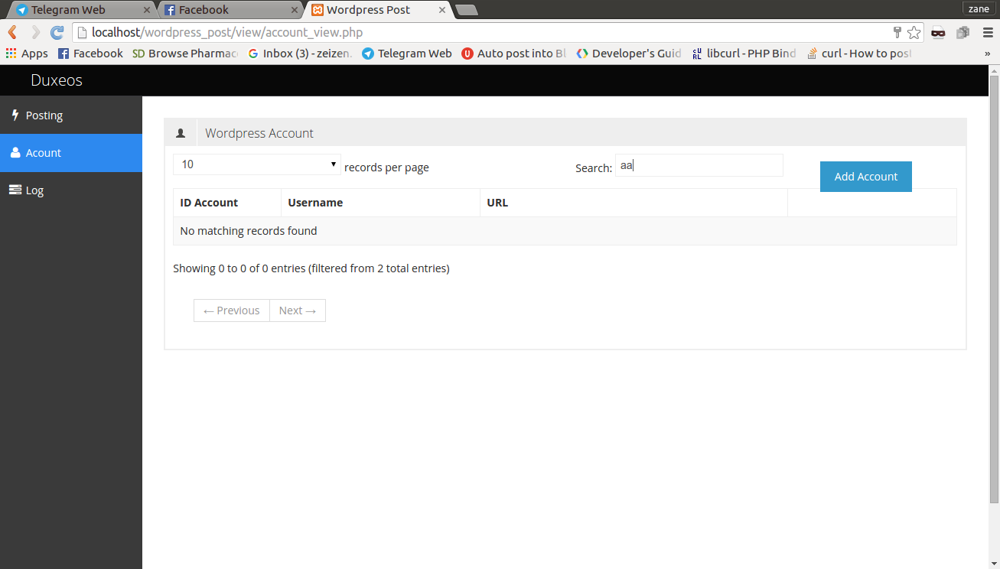 Telegram Web
Facebook
Wordpress Post
zane
localhost/wordpress_post/view/account_view.php
Apps
Facebook
SD Browse Pharmac
Inbox (3) - zeizen.
Telegram Web
Auto post into Bl
Developer's Guid
libcurl - PHP Bind
curl - How to post
»
Duxeos
Posting
Acount
Log
Wordpress Account
10
records per page
Search: aa
Add Account
ID Account
Username
URL
No matching records found
Showing 0 to 0 of 0 entries (filtered from 2 total entries)
← Previous
Next →